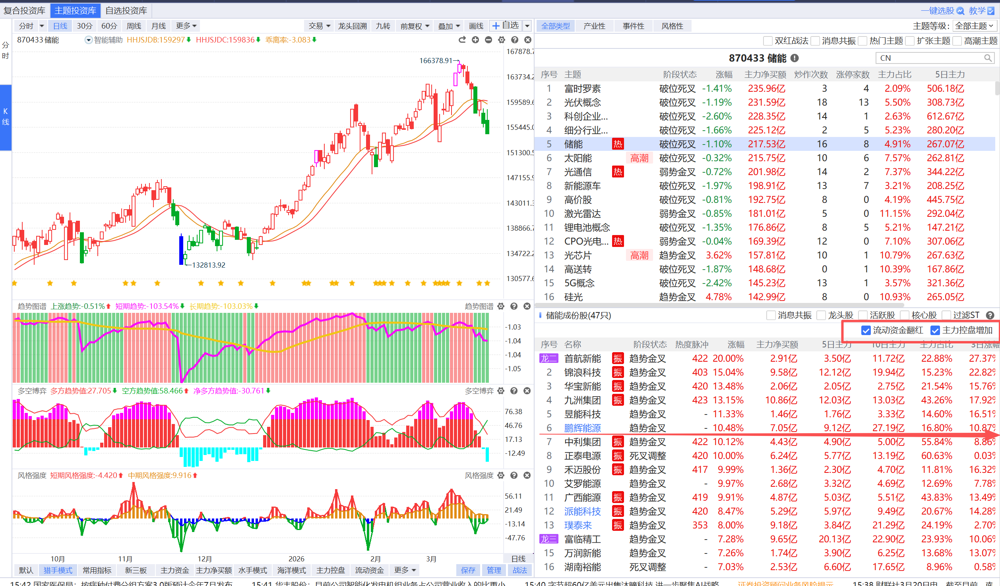 复合投资库 主题投资库 自选投资库 一键选股 教学
分时 日线 30分 60分 周线 月线 更多 交易 龙头回溯 九转 前复权 叠加 画线 自选 全部类型 产业性 事件性 风格性 主题等级： 全部主题
870433 储能 智能辅助 HHJSJDB:159297 HHJSJDC:159836 乖离率:-3.083
双红战法 消息共振 热门主题 扩张主题 高潮主题
分时
K线
166378.91
132813.92
163734.2
159589.6
155445.0
151300.5
147155.9
143011.3
138866.7
134722.2
130577.6
870433 储能 CN
序号 主题 阶段状态 涨幅 主力净买额 炒作次数 涨停家数 主力占比 5日主力
1 富时罗素 破位死叉 -1.41% 235.96亿 3 4 2.09% 506.18亿
2 光伏概念 破位死叉 -1.19% 231.59亿 18 13 5.50% 308.73亿
3 科创企业... 破位死叉 -2.60% 228.35亿 14 1 2.63% 612.67亿
4 细分行业... 破位死叉 -1.66% 225.12亿 2 5 5.23% 280.20亿
5 储能 热 破位死叉 -1.10% 217.53亿 16 8 4.91% 267.07亿
6 太阳能 高潮 破位死叉 -0.32% 215.75亿 10 6 7.57% 262.81亿
7 光通信 热 弱势金叉 -0.72% 201.98亿 14 2 7.37% 344.22亿
8 新能源车 破位死叉 -1.97% 198.91亿 13 7 3.21% 208.25亿
9 高价股 破位死叉 -0.81% 192.75亿 8 0 4.19% 445.75亿
10 激光雷达 弱势金叉 -0.85% 181.01亿 5 0 11.15% 292.04亿
11 锂电池概念 破位死叉 -1.35% 176.86亿 8 5 5.21% 147.21亿
12 CPO光电... 热 弱势金叉 -0.04% 169.39亿 12 0 7.10% 307.06亿
13 光芯片 高潮 趋势金叉 3.62% 157.81亿 10 1 10.79% 267.63亿
14 高送转 破位死叉 -1.87% 148.68亿 0 1 10.39% 167.86亿
15 5G概念 破位死叉 -2.42% 145.23亿 13 1 3.57% 321.36亿
16 硅光 趋势金叉 4.78% 142.99亿 8 0 10.93% 265.05亿
趋势图谱 上涨趋势:-0.51% 短期趋势:-103.54% 长期趋势:-103.03% 趋势图谱
-1.03
-1.04
-1.04
-1.05
多空博弈 多方趋势值:27.705 空方趋势值:58.466 净多方趋势值:-30.761 多空博弈
76.38
46.76
17.13
-12.49
风格强度 短期风格强度:-4.420 中期风格强度:9.916 风格强度
56.11
21.49
-13.14
-47.76
10月 11月 12月 2026 2月 3月 日线
默认 猎手模式 常用指标 新三板 主力资金 主力净买额 水手模式 海洋模式 主力控盘 流动资金 更多 保存 管理 战法
储能成份股(47只) 消息共振 龙头股 活跃股 核心股 过滤ST
流动资金翻红 主力控盘增加
序号 名称 阶段状态 热度脉冲 涨幅 主力净买额 5日主力 10日主力 主力占比 3日涨幅
龙二 首航新能 振 趋势金叉 422 20.00% 2.91亿 3.50亿 11.72亿 22.88% 27.37%
2 锦浪科技 振 趋势金叉 403 15.04% 9.58亿 12.12亿 19.94亿 15.23% 22.82%
3 华宝新能 振 趋势金叉 420 13.48% 2.06亿 2.05亿 2.75亿 21.54% 15.76%
4 九洲集团 振 趋势金叉 423 13.15% 10.86亿 12.03亿 13.03亿 43.26% 17.92%
5 昱能科技 趋势金叉 - 11.33% 1.46亿 1.76亿 3.33亿 14.60% 16.51%
6 鹏辉能源 趋势金叉 - 10.48% 7.05亿 9.12亿 27.19亿 16.80% 10.87%
7 中利集团 振 趋势金叉 422 10.12% 4.43亿 4.90亿 5.00亿 55.84% 8.86%
8 正泰电源 振 死叉调整 420 10.00% 6.24亿 5.77亿 13.19亿 60.63% 0.03%
9 禾迈股份 振 趋势金叉 417 9.99% 1.36亿 2.30亿 4.70亿 11.81% 16.32%
10 艾罗能源 趋势金叉 - 9.97% 2.68亿 3.32亿 4.69亿 12.69% 7.78%
11 广西能源 振 趋势金叉 419 9.91% 4.87亿 5.03亿 5.51亿 43.83% 13.49%
12 派能科技 振 趋势金叉 420 8.47% 5.29亿 5.97亿 9.49亿 20.67% 14.28%
13 璞泰来 振 趋势金叉 353 8.00% 9.18亿 3.84亿 21.29亿 24.19% 2.70%
龙三 富临精工 趋势金叉 - 7.28% 9.65亿 20.13亿 22.90亿 23.93% 10.06%
15 万润新能 趋势金叉 - 7.26% 1.74亿 3.90亿 6.25亿 13.68% 13.07%
16 湖南裕能 死叉调整 - 7.03% 2.53亿 6.60亿 17.65亿 8.96% 0.58%
15:42 国家医保局：按病种付费分组方案3.0版预计今年7月发布 15:41 华丰股份：目前公司智能化发电机组业务占公司营业收入的比重小 15:40 字节超60亿美元出售沐瞳科技 进一步聚焦AI战略 证券投资顾问业务风险提示 15:38 财联社3月20日电，截至目前，南